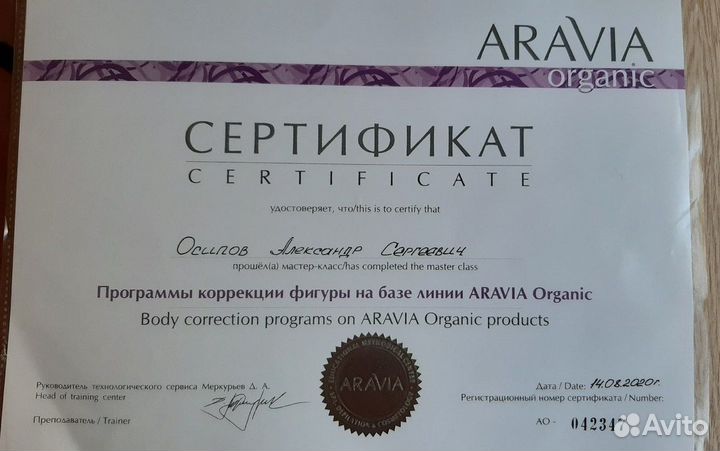 ARAVIA
organic
СЕРТИФИКАТ
CERTIFICATE
удостоверяет, что/this is to certify that
Осипов Александр Сергеевич
прошёл(а) мастер-класс/has completed the master class
Программы коррекции фигуры на базе линии ARAVIA Organic
Body correction programs on ARAVIA Organic products
ARAVIA
Руководитель технологического сервиса Меркурьев Д. А.
Head of training center
Преподаватель / Trainer
Дата / Date: 14.08.2020г.
Регистрационный номер сертификата / Number:
АО - 04234
Avito